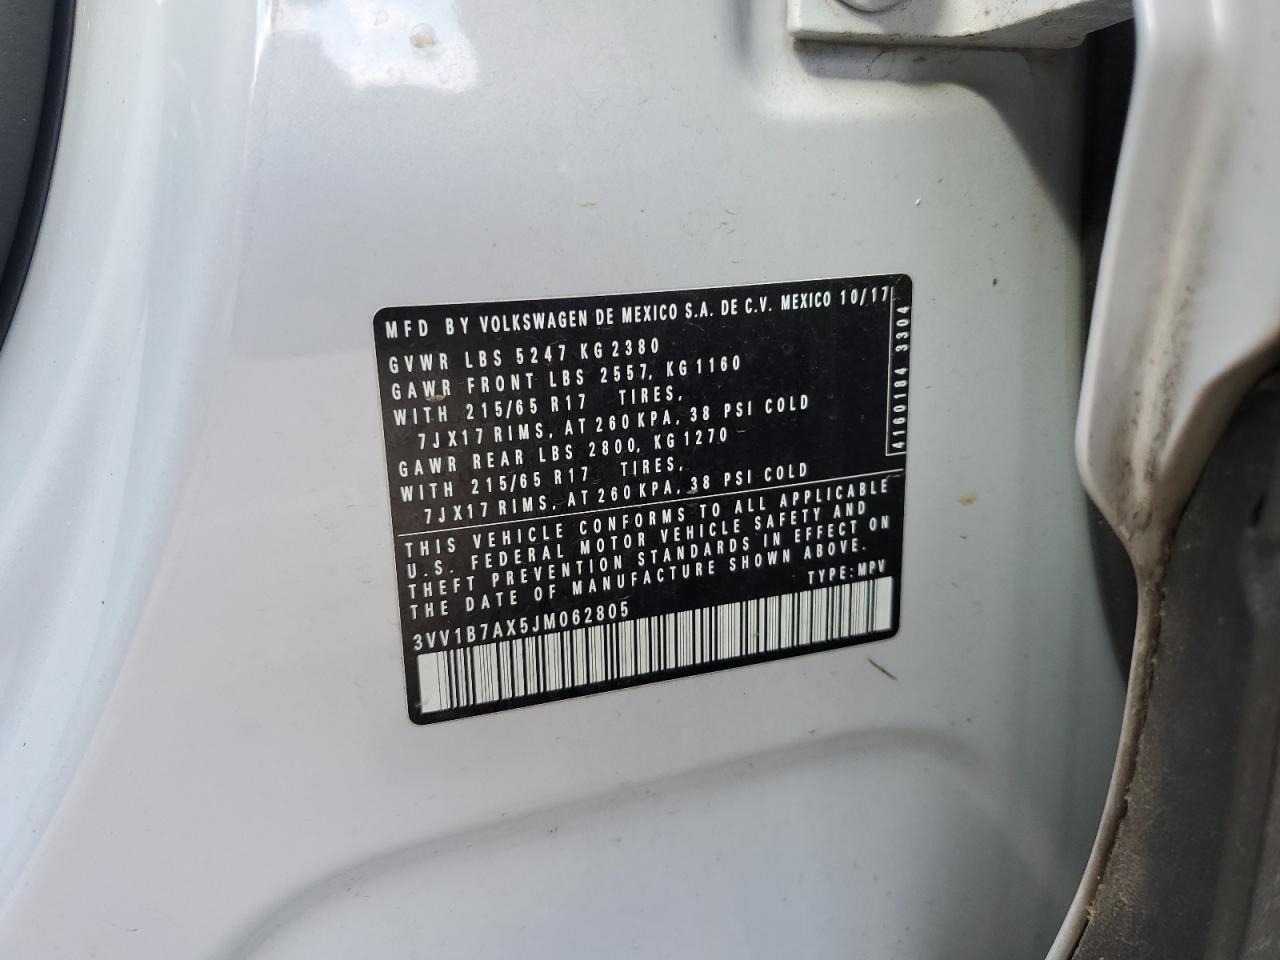 MFD BY VOLKSWAGEN DE MEXICO S.A. DE C.V. MEXICO 10/17
GVWR LBS 5247 KG 2380
GAWR FRONT LBS 2557, KG 1160
WITH 215/65 R17 TIRES,
7JX17 RIMS, AT 260 KPA, 38 PSI COLD
GAWR REAR LBS 2800, KG 1270
WITH 215/65 R17 TIRES,
7JX17 RIMS, AT 260 KPA, 38 PSI COLD
THIS VEHICLE CONFORMS TO ALL APPLICABLE
U.S. FEDERAL MOTOR VEHICLE SAFETY AND
THEFT PREVENTION STANDARDS IN EFFECT ON
THE DATE OF MANUFACTURE SHOWN ABOVE.
3VV1B7AX5JM062805 TYPE: MPV
4160184 3304